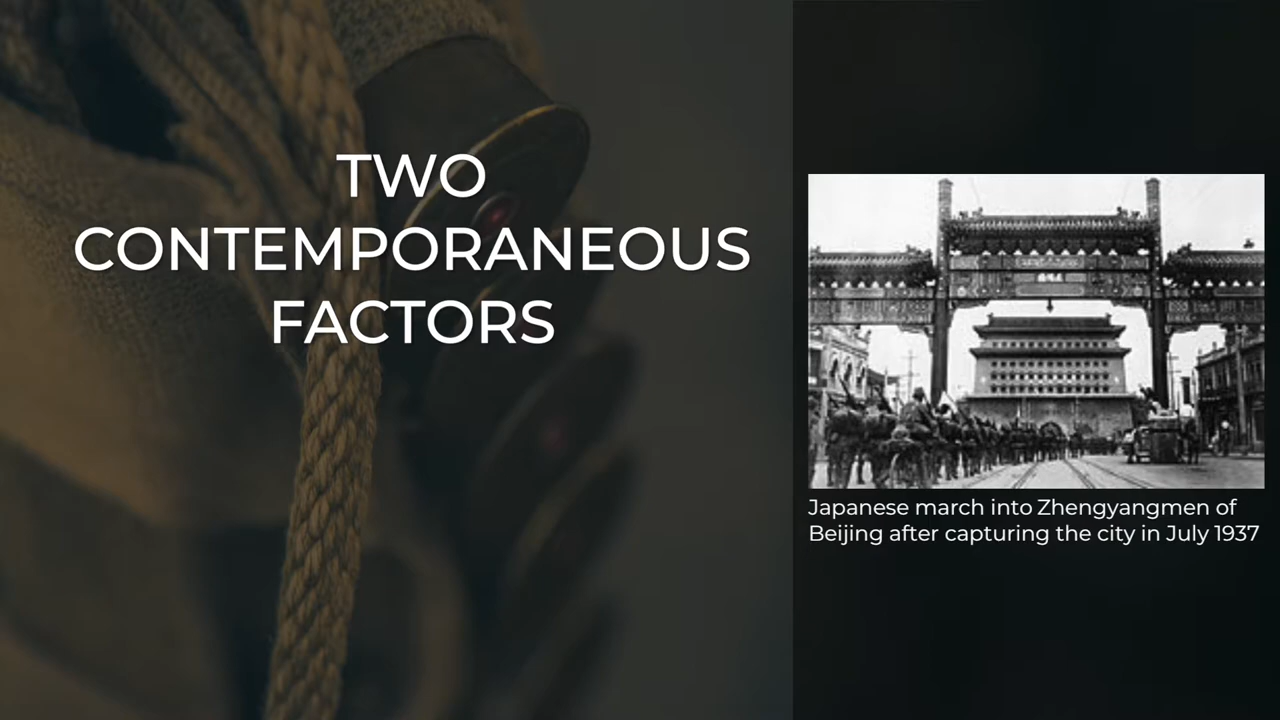 TWO
CONTEMPORANEOUS
FACTORS
Japanese march into Zhengyangmen of
Beijing after capturing the city in July 1937